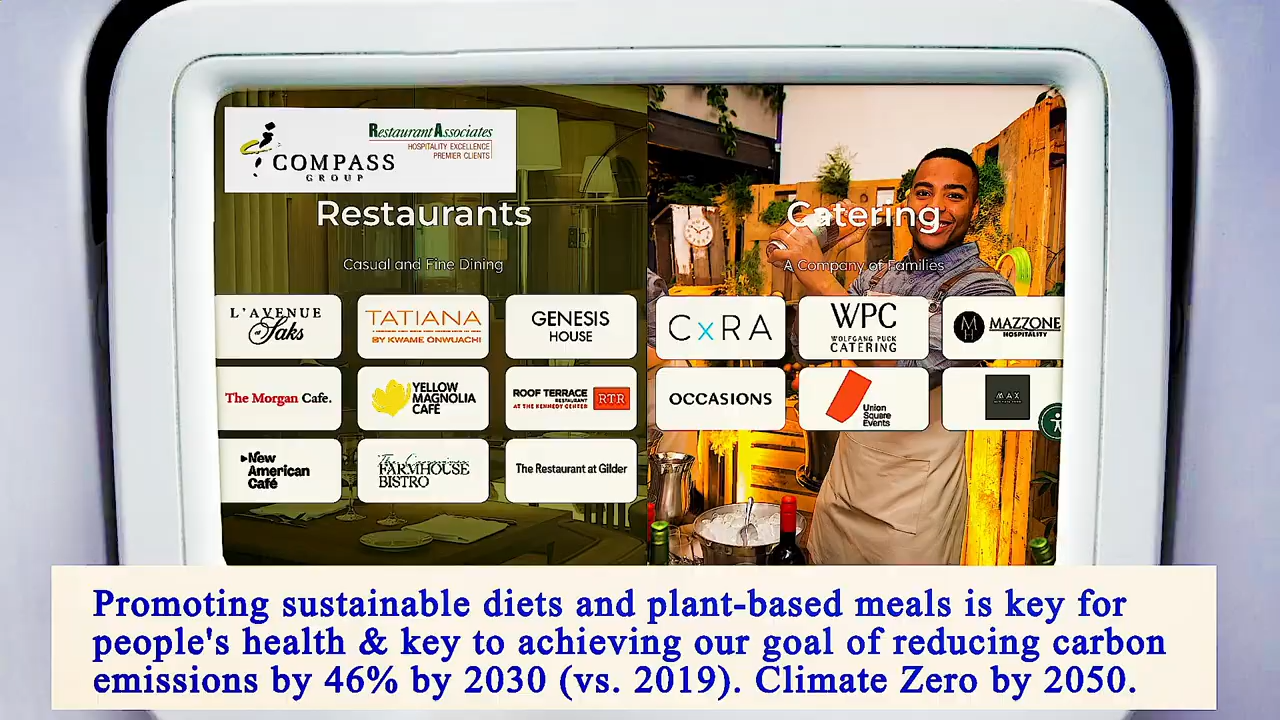 COMPASS
GROUP
Restaurant Associates
HOSPITALITY EXCELLENCE
PREMIER CLIENTS
Restaurants
Casual and Fine Dining
L'AVENUE
Saks
TATIANA
BY KWAME ONWUACHI
GENESIS
HOUSE
The Morgan Cafe.
YELLOW
MAGNOLIA
CAFÉ
ROOF TERRACE
RESTAURANT
AT THE KENNEDY CENTER
RTR
New
American
Café
FARMHOUSE
BISTRO
The Restaurant at Gilder
Catering
A Company of Families
CxRA
WPC
WOLFGANG PUCK
CATERING
MH
MAZZONE
HOSPITALITY
OCCASIONS
Union
Square
Events
MAX
Promoting sustainable diets and plant-based meals is key for
people's health & key to achieving our goal of reducing carbon
emissions by 46% by 2030 (vs. 2019). Climate Zero by 2050.